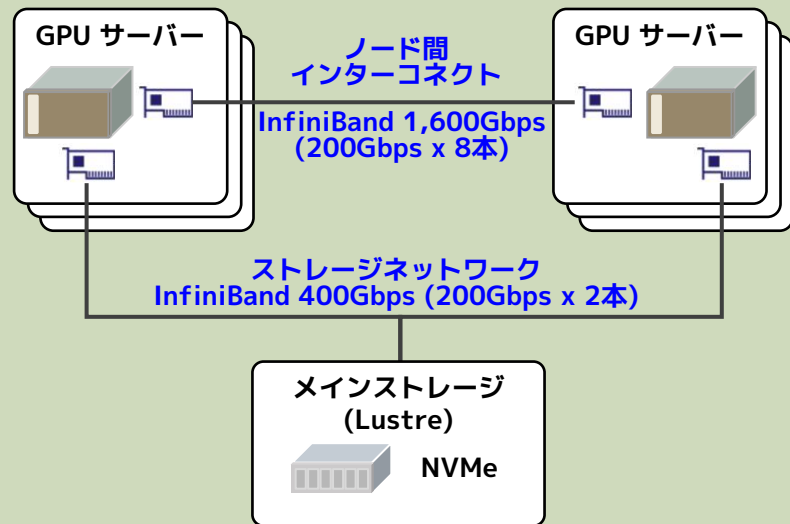 GPU サーバー
GPU サーバー
ノード間
インターコネクト
InfiniBand 1,600Gbps
(200Gbps x 8本)
ストレージネットワーク
InfiniBand 400Gbps (200Gbps x 2本)
メインストレージ
(Lustre)
NVMe